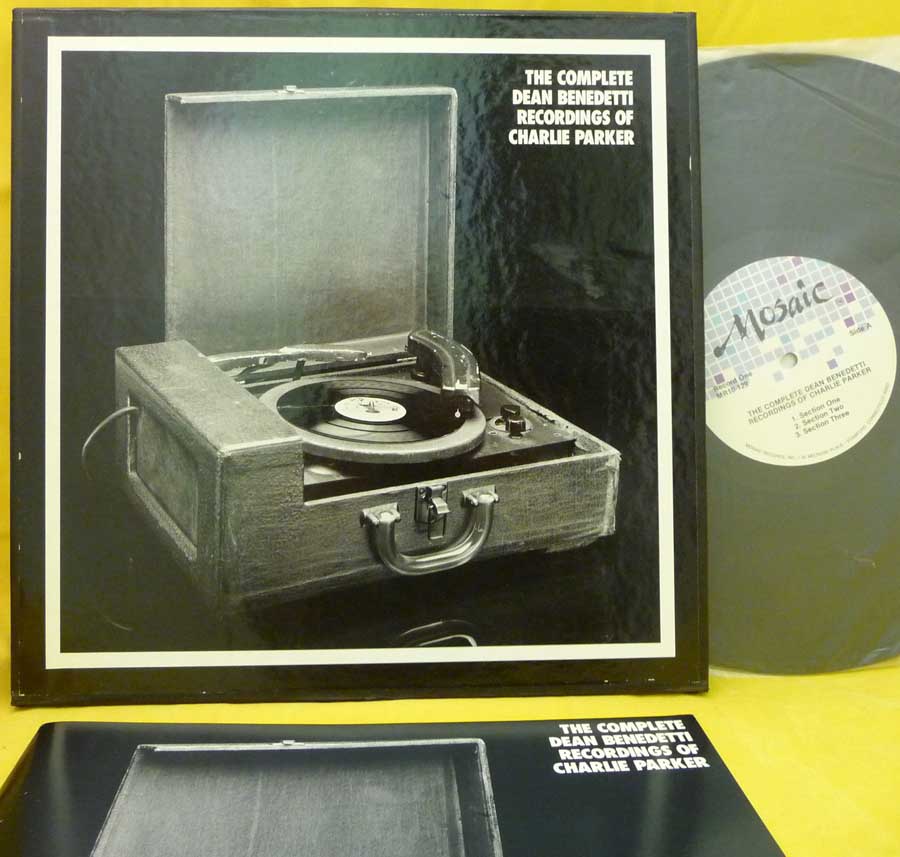 THE COMPLETE
DEAN BENEDETTI
RECORDINGS OF
CHARLIE PARKER
Mosaic
Side A
Record One
THE COMPLETE DEAN BENEDETTI
RECORDINGS OF CHARLIE PARKER
1. Section One
2. Section Two
3. Section Three
THE COMPLETE
DEAN BENEDETTI
RECORDINGS OF
CHARLIE PARKER